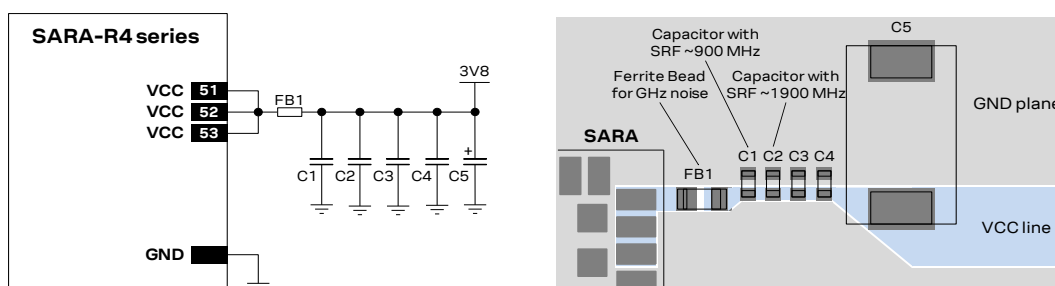 SARA-R4 series
VCC 51
VCC 52
VCC 53
FB1
3V8
+
C1 C2 C3 C4 C5
GND
Capacitor with
SRF ~900 MHz
Ferrite Bead
for GHz noise
Capacitor with
SRF ~1900 MHz
C5
GND plane
SARA
FB1
C1 C2 C3 C4
VCC line